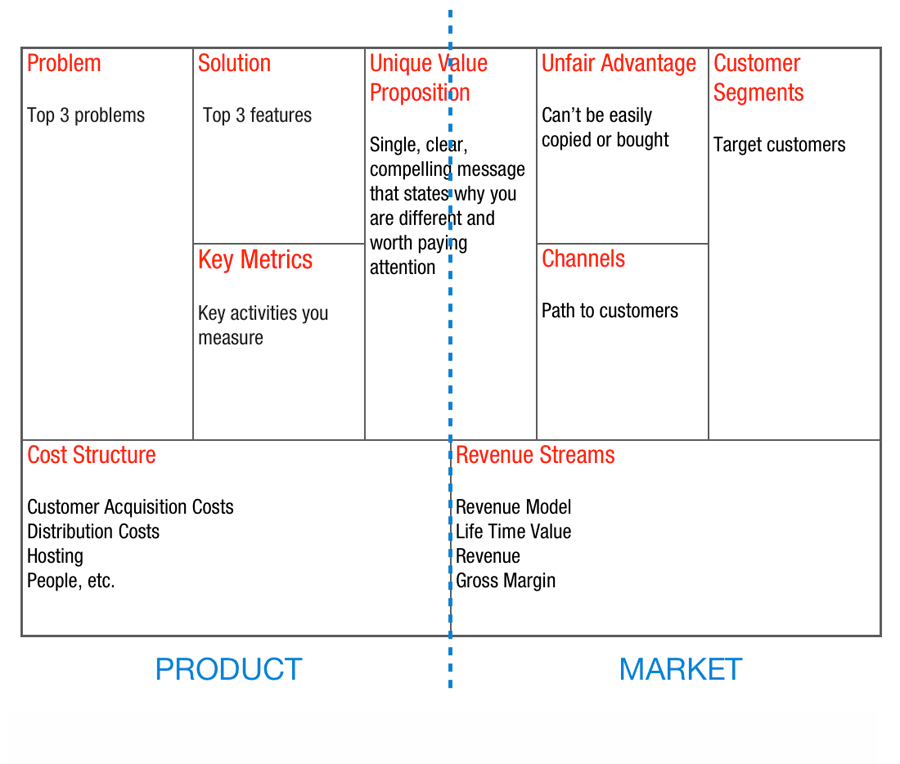 Problem
Top 3 problems
Solution
Top 3 features
Key Metrics
Key activities you
measure
Unique Value
Proposition
Single, clear,
compelling message
that states why you
are different and
worth paying
attention
Unfair Advantage
Can't be easily
copied or bought
Channels
Path to customers
Customer
Segments
Target customers
Cost Structure
Customer Acquisition Costs
Distribution Costs
Hosting
People, etc.
Revenue Streams
Revenue Model
Life Time Value
Revenue
Gross Margin
PRODUCT
MARKET